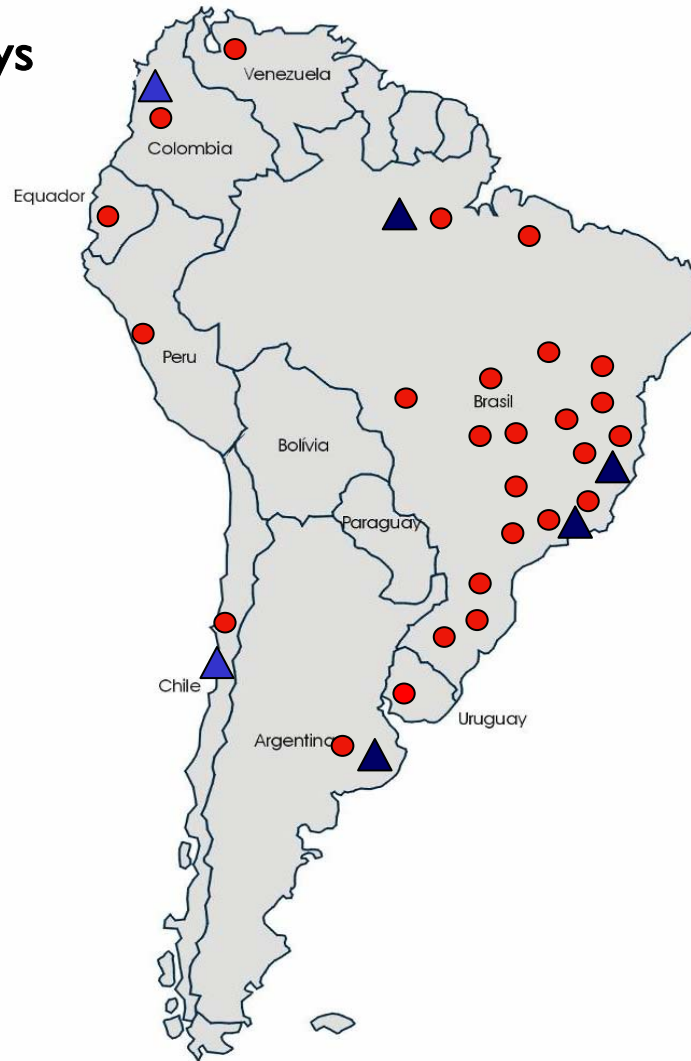 ys
Venezuela
Colombia
Equador
Peru
Brasil
Bolívia
Paraguay
Chile
Uruguay
Argentina